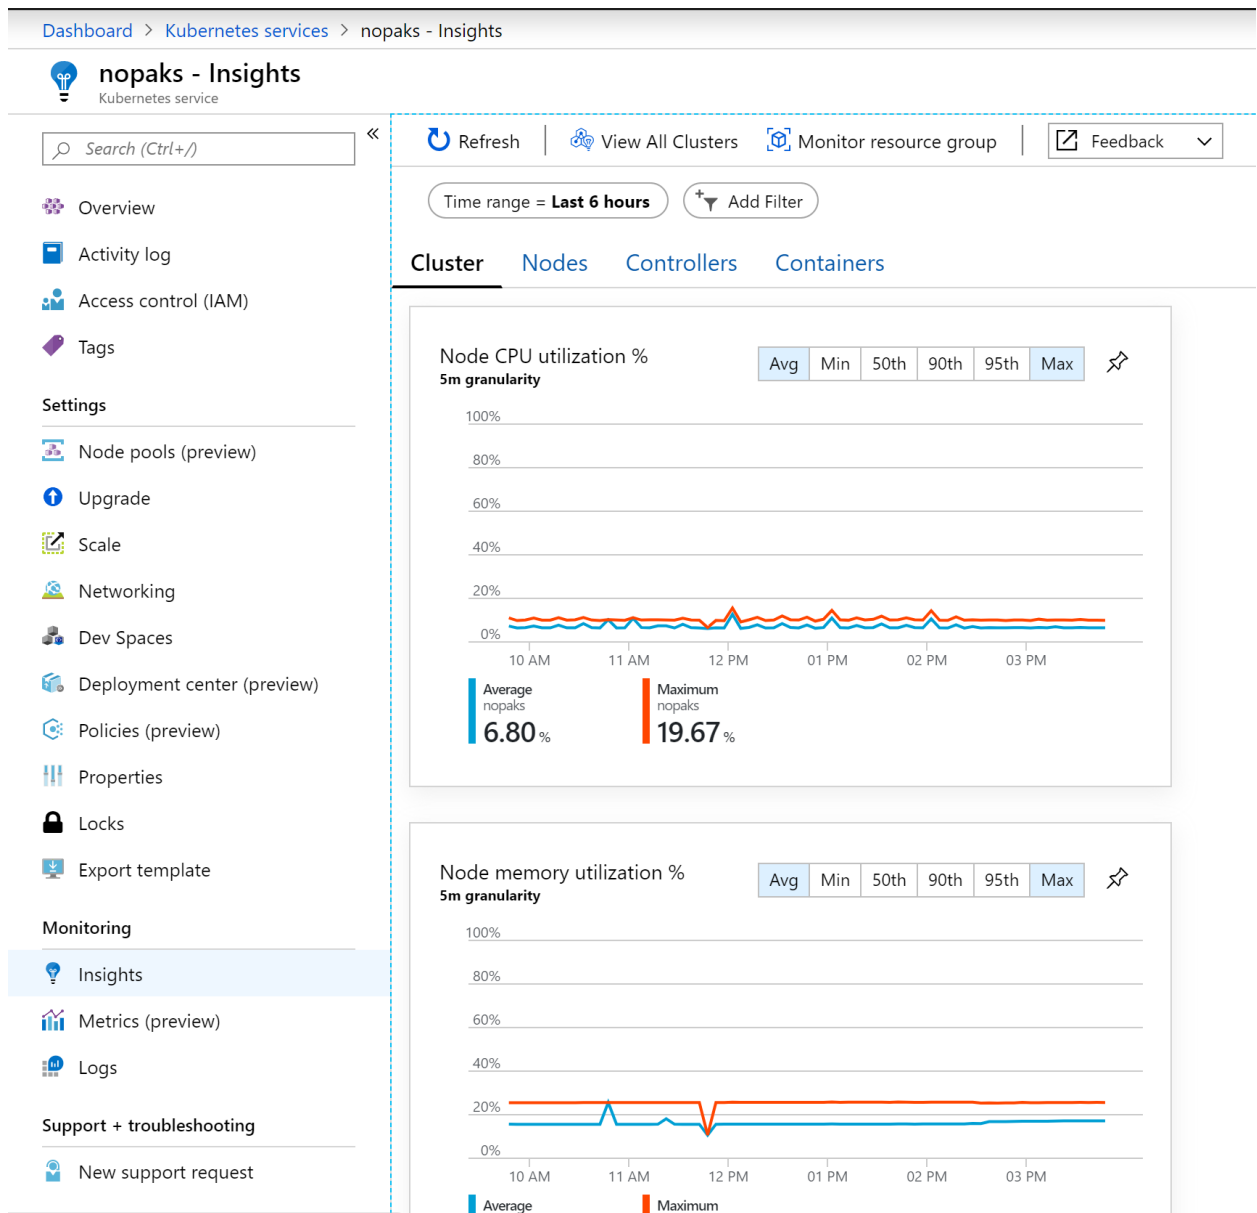 Dashboard > Kubernetes services > nopaks - Insights
nopaks - Insights
Kubernetes service
Search (Ctrl+/)
«
Overview
Activity log
Access control (IAM)
Tags
Settings
Node pools (preview)
Upgrade
Scale
Networking
Dev Spaces
Deployment center (preview)
Policies (preview)
Properties
Locks
Export template
Monitoring
Insights
Metrics (preview)
Logs
Support + troubleshooting
New support request
Refresh View All Clusters Monitor resource group Feedback
Time range = Last 6 hours Add Filter
Cluster Nodes Controllers Containers
Node CPU utilization %
5m granularity
Avg Min 50th 90th 95th Max
100%
80%
60%
40%
20%
0%
10 AM 11 AM 12 PM 01 PM 02 PM 03 PM
Average
nopaks
6.80 %
Maximum
nopaks
19.67 %
Node memory utilization %
5m granularity
Avg Min 50th 90th 95th Max
100%
80%
60%
40%
20%
0%
10 AM 11 AM 12 PM 01 PM 02 PM 03 PM
Average
Maximum